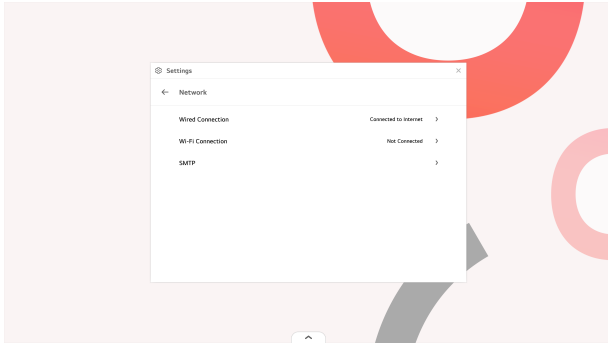 Settings
Network
Wired Connection Connected to Internet
Wi-Fi Connection Not Connected
SMTP